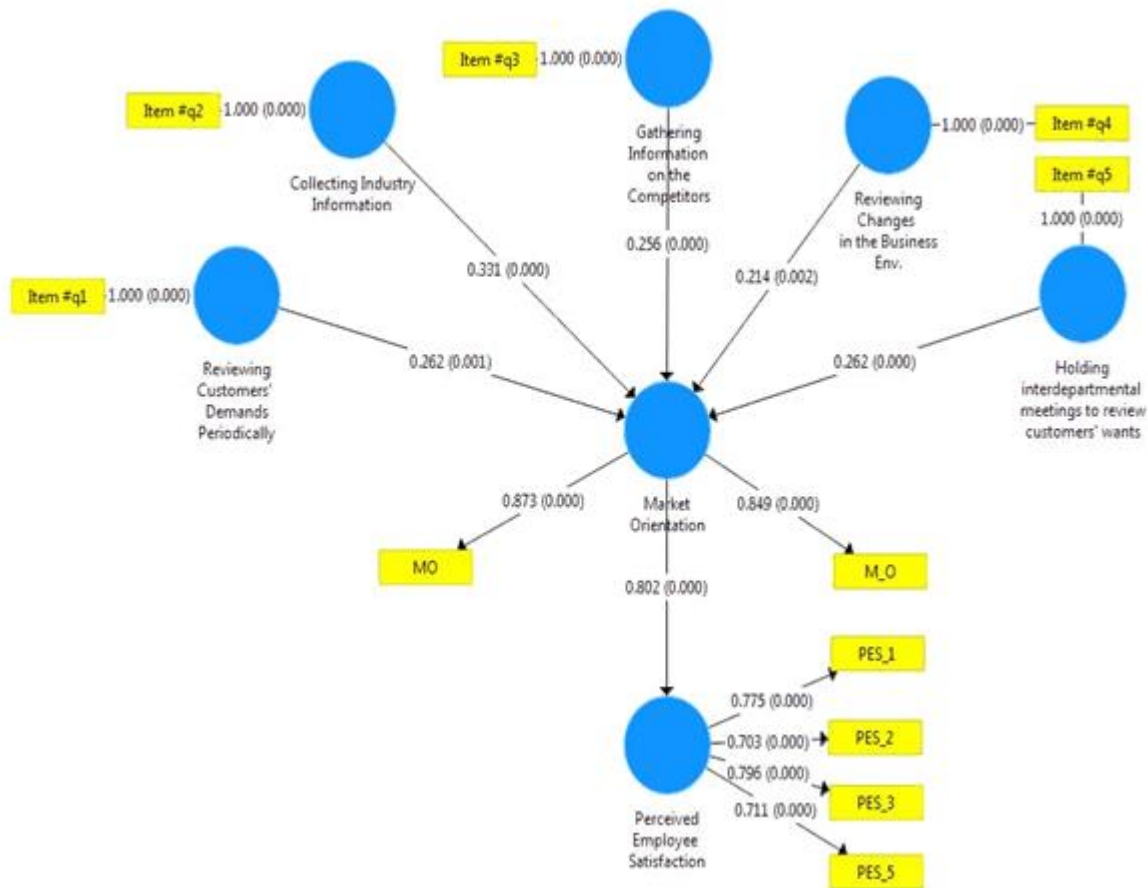 Item #q3
1.000 (0.000)
Item #q2
1.000 (0.000)
Gathering
Information
on the
Competitors
1.000 (0.000)
Item #q4
Item #q5
Collecting Industry
Information
Reviewing
Changes
in the Business
Env.
1.000 (0.000)
0.256 (0.000)
0.331 (0.000)
0.214 (0.002)
Item #q1
1.000 (0.000)
0.262 (0.001)
0.262 (0.000)
Reviewing
Customers'
Demands
Periodically
Holding
interdepartmental
meetings to review
customers' wants
Market
Orientation
0.873 (0.000)
0.849 (0.000)
MO
M_O
0.802 (0.000)
PES_1
0.775 (0.000)
0.703 (0.000)
PES_2
0.796 (0.000)
PES_3
0.711 (0.000)
Perceived
Employee
Satisfaction
PES_5